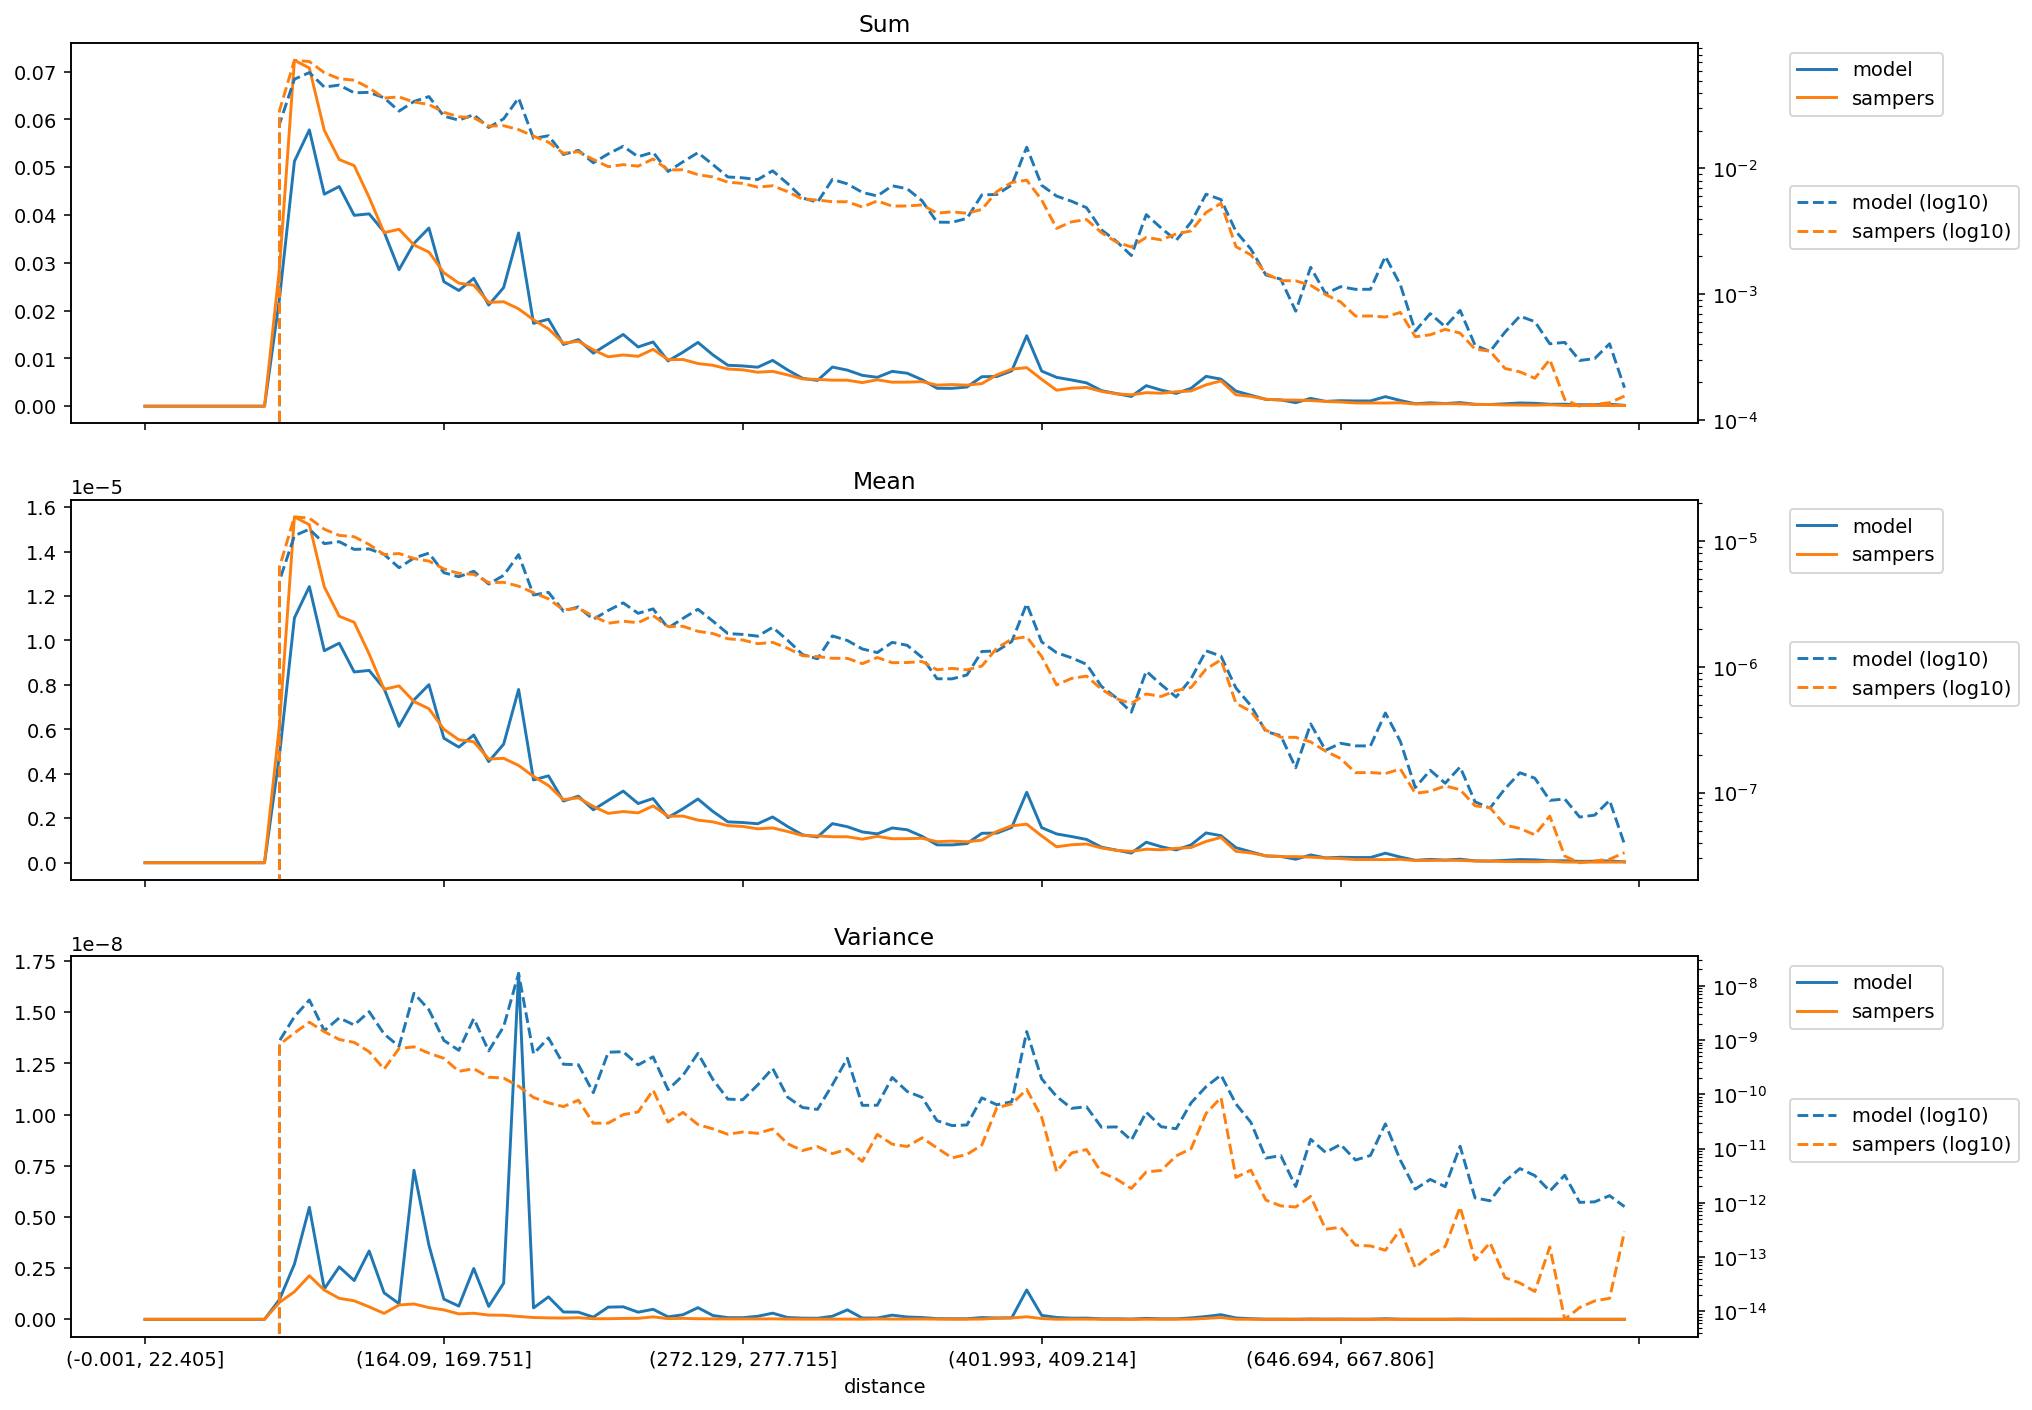 Sum
0.07
0.06
0.05
0.04
0.03
0.02
0.01
0.00
10⁻²
10⁻³
10⁻⁴
model
sampers
model (log10)
sampers (log10)
Mean
1e−5
1.6
1.4
1.2
1.0
0.8
0.6
0.4
0.2
0.0
10⁻⁵
10⁻⁶
10⁻⁷
model
sampers
model (log10)
sampers (log10)
Variance
1e−8
1.75
1.50
1.25
1.00
0.75
0.50
0.25
0.00
10⁻⁸
10⁻⁹
10⁻¹⁰
10⁻¹¹
10⁻¹²
10⁻¹³
10⁻¹⁴
model
sampers
model (log10)
sampers (log10)
(-0.001, 22.405] (164.09, 169.751] (272.129, 277.715] (401.993, 409.214] (646.694, 667.806]
distance